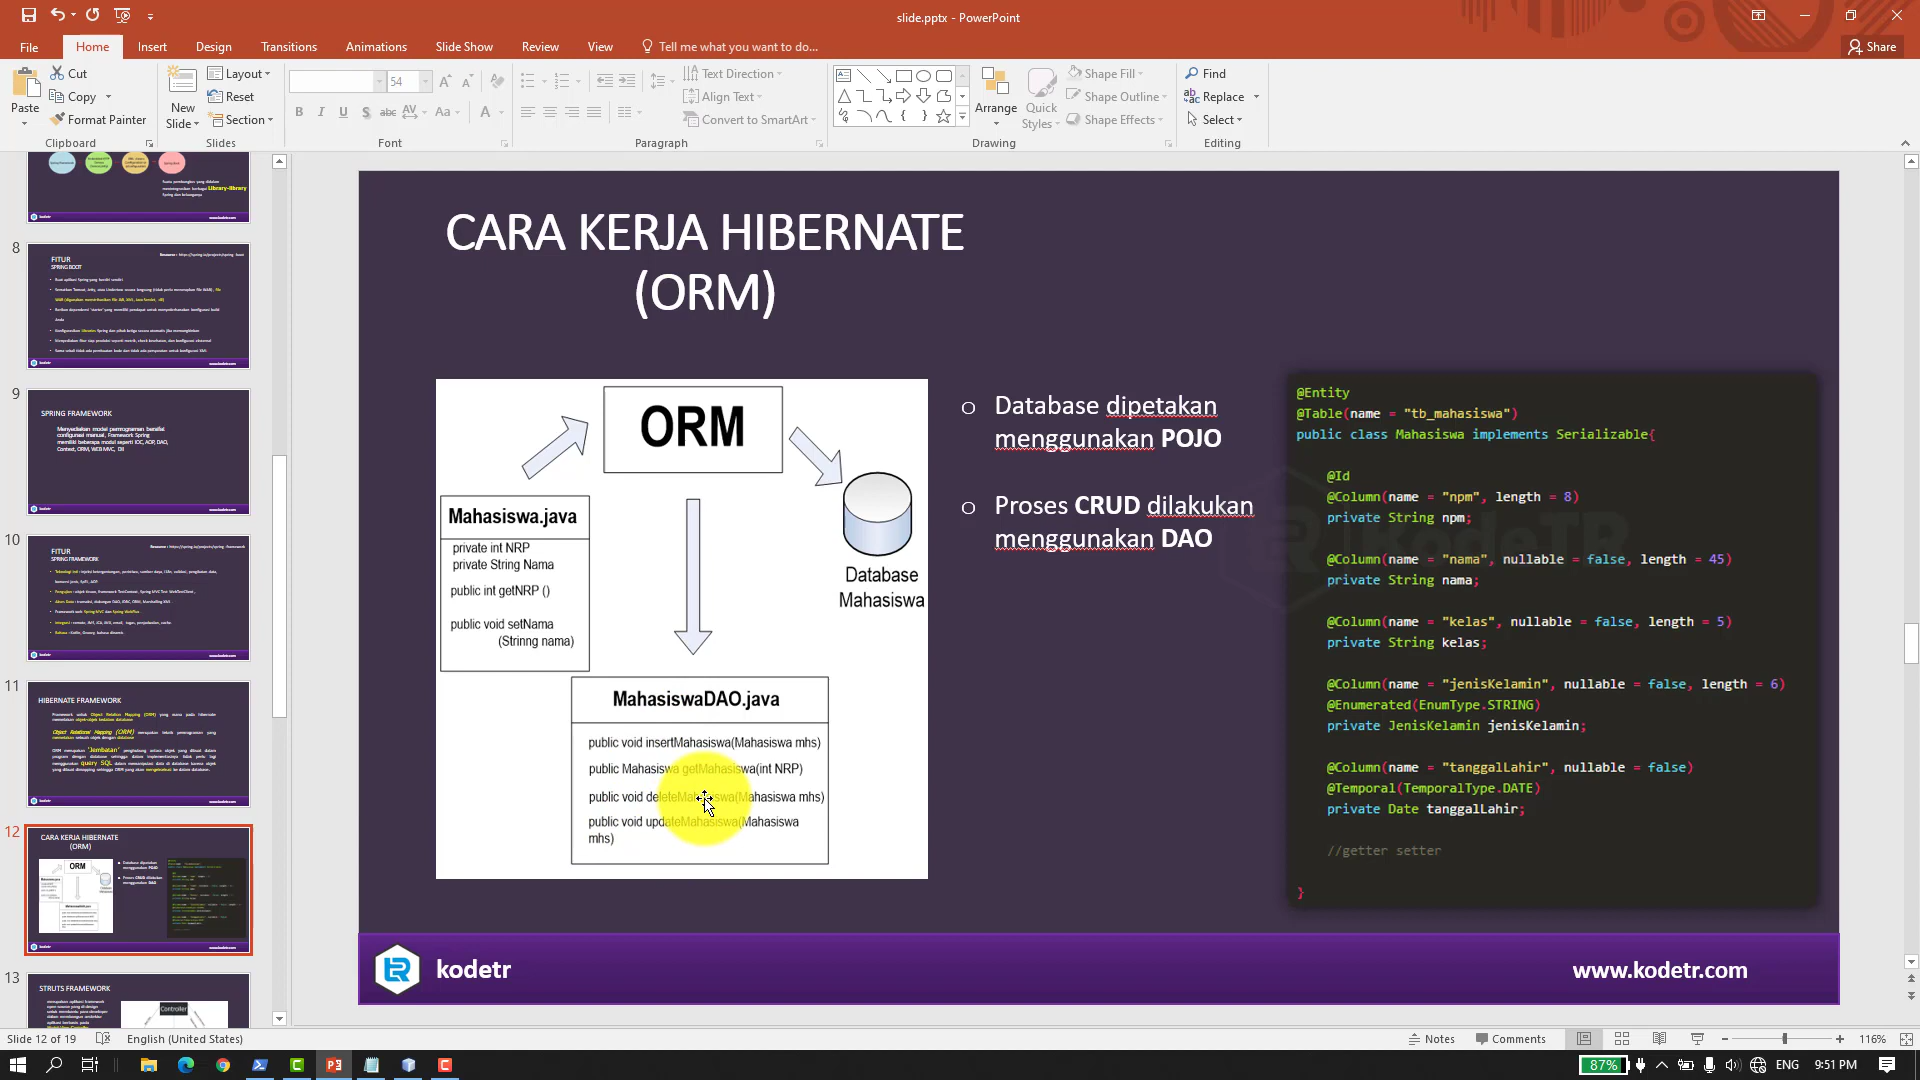 slide.pptx - PowerPoint
File
Home
Insert
Design
Transitions
Animations
Slide Show
Review
View
Tell me what you want to do...
Share
Paste
Cut
Copy
Format Painter
Clipboard
New
Slide
Layout
Reset
Section
Slides
54
Font
Text Direction
Align Text
Convert to SmartArt
Paragraph
Arrange
Quick
Styles
Shape Fill
Shape Outline
Shape Effects
Drawing
Find
Replace
Select
Editing
8
FITUR
SPRING BOOT
9
SPRING FRAMEWORK
10
FITUR
SPRING FRAMEWORK
11
HIBERNATE FRAMEWORK
12
CARA KERJA HIBERNATE
(ORM)
13
STRUTS FRAMEWORK
Controller
CARA KERJA HIBERNATE
(ORM)
ORM
Mahasiswa.java
private int NRP
private String Nama
public int getNRP ()
public void setNama
(Strinng nama)
Database
Mahasiswa
MahasiswaDAO.java
public void insertMahasiswa(Mahasiswa mhs)
public Mahasiswa getMahasiswa(int NRP)
public void deleteMahasiswa(Mahasiswa mhs)
public void updateMahasiswa(Mahasiswa
mhs)
Database dipetakan
menggunakan POJO
Proses CRUD dilakukan
menggunakan DAO
@Entity
@Table(name = "tb_mahasiswa")
public class Mahasiswa implements Serializable{
@Id
@Column(name = "npm", length = 8)
private String npm;
@Column(name = "nama", nullable = false, length = 45)
private String nama;
@Column(name = "kelas", nullable = false, length = 5)
private String kelas;
@Column(name = "jenisKelamin", nullable = false, length = 6)
@Enumerated(EnumType.STRING)
private JenisKelamin jenisKelamin;
@Column(name = "tanggalLahir", nullable = false)
@Temporal(TemporalType.DATE)
private Date tanggalLahir;
//getter setter
}
KodeTR
kodetr
www.kodetr.com
Slide 12 of 19
English (United States)
Notes
Comments
116%
87%
ENG
9:51 PM